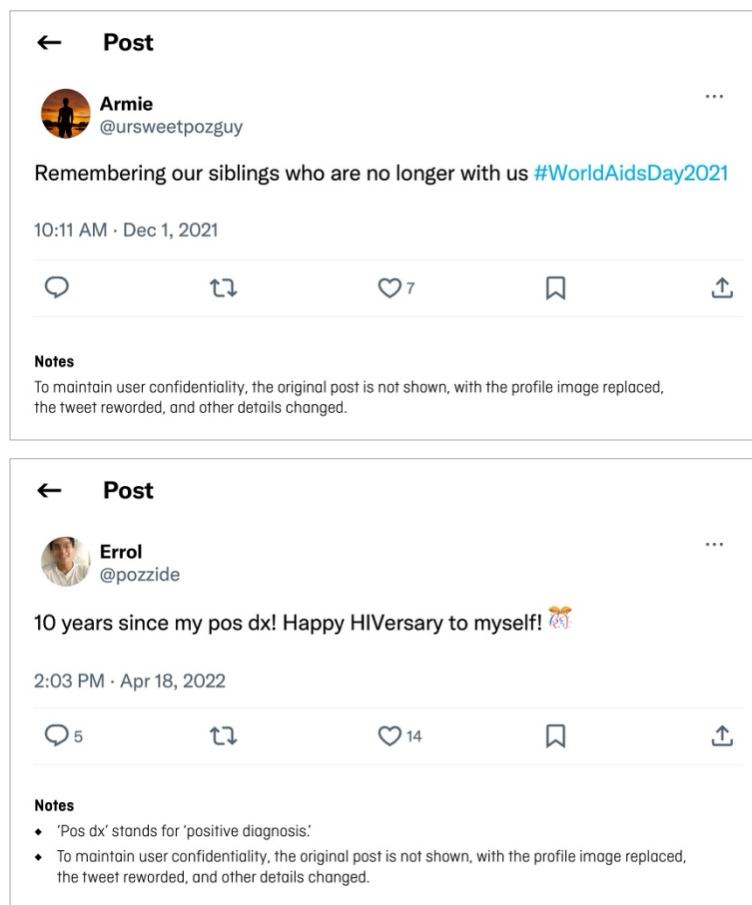 ← Post
Armie
@ursweetpozguy
Remembering our siblings who are no longer with us #WorldAidsDay2021
10:11 AM · Dec 1, 2021
7
Notes
To maintain user confidentiality, the original post is not shown, with the profile image replaced,
the tweet reworded, and other details changed.
← Post
Errol
@pozzide
10 years since my pos dx! Happy HIVersary to myself! 🎊
2:03 PM · Apr 18, 2022
5 14
Notes
◆ ‘Pos dx’ stands for ‘positive diagnosis.’
◆ To maintain user confidentiality, the original post is not shown, with the profile image replaced,
the tweet reworded, and other details changed.